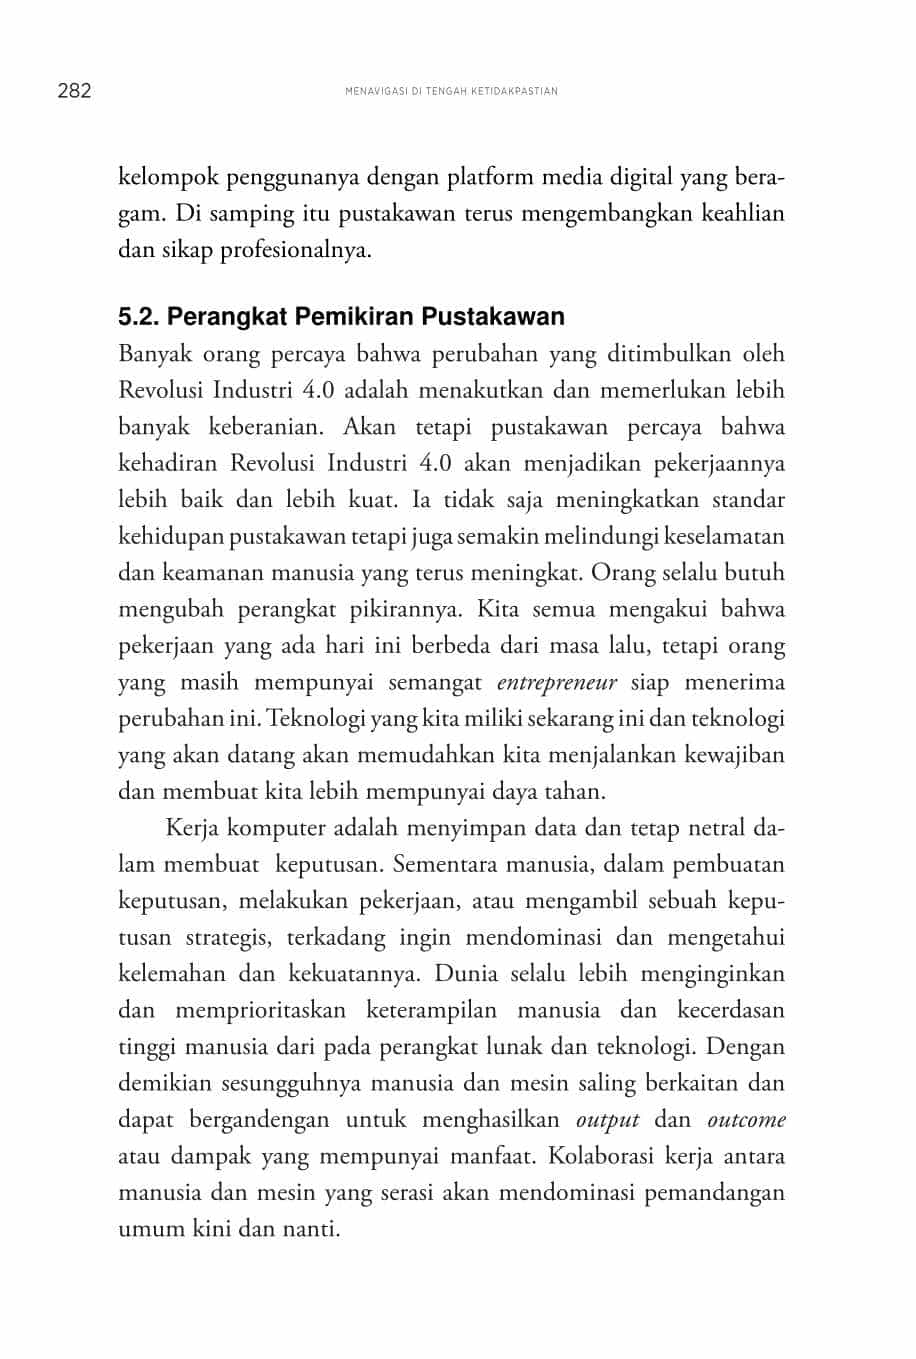 282
MENAVIGASI DI TENGAH KETIDAKPASTIAN
kelompok penggunanya dengan platform media digital yang bera-
gam. Di samping itu pustakawan terus mengembangkan keahlian
dan sikap profesionalnya.
5.2. Perangkat Pemikiran Pustakawan
Banyak orang percaya bahwa perubahan yang ditimbulkan oleh
Revolusi Industri 4.0 adalah menakutkan dan memerlukan lebih
banyak keberanian. Akan tetapi pustakawan percaya bahwa
kehadiran Revolusi Industri 4.0 akan menjadikan pekerjaannya
lebih baik dan lebih kuat. Ia tidak saja meningkatkan standar
kehidupan pustakawan tetapi juga semakin melindungi keselamatan
dan keamanan manusia yang terus meningkat. Orang selalu butuh
mengubah perangkat pikirannya. Kita semua mengakui bahwa
pekerjaan yang ada hari ini berbeda dari masa lalu, tetapi orang
yang masih mempunyai semangat entrepreneur siap menerima
perubahan ini. Teknologi yang kita miliki sekarang ini dan teknologi
yang akan datang akan memudahkan kita menjalankan kewajiban
dan membuat kita lebih mempunyai daya tahan.
Kerja komputer adalah menyimpan data dan tetap netral da-
lam membuat keputusan. Sementara manusia, dalam pembuatan
keputusan, melakukan pekerjaan, atau mengambil sebuah kepu-
tusan strategis, terkadang ingin mendominasi dan mengetahui
kelemahan dan kekuatannya. Dunia selalu lebih menginginkan
dan memprioritaskan keterampilan manusia dan kecerdasan
tinggi manusia dari pada perangkat lunak dan teknologi. Dengan
demikian sesungguhnya manusia dan mesin saling berkaitan dan
dapat bergandengan untuk menghasilkan output dan outcome
atau dampak yang mempunyai manfaat. Kolaborasi kerja antara
manusia dan mesin yang serasi akan mendominasi pemandangan
umum kini dan nanti.